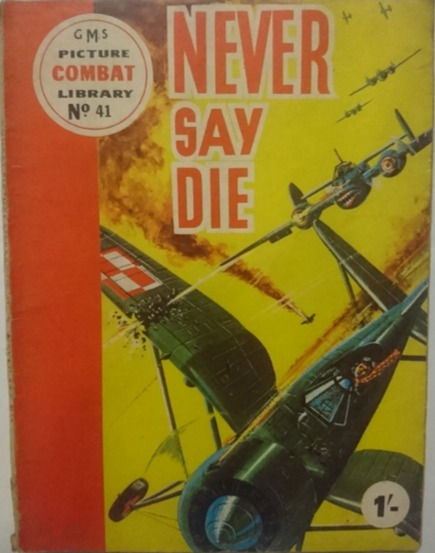 GMS
PICTURE
COMBAT
LIBRARY
Nº 41
NEVER
SAY
DIE
1/-